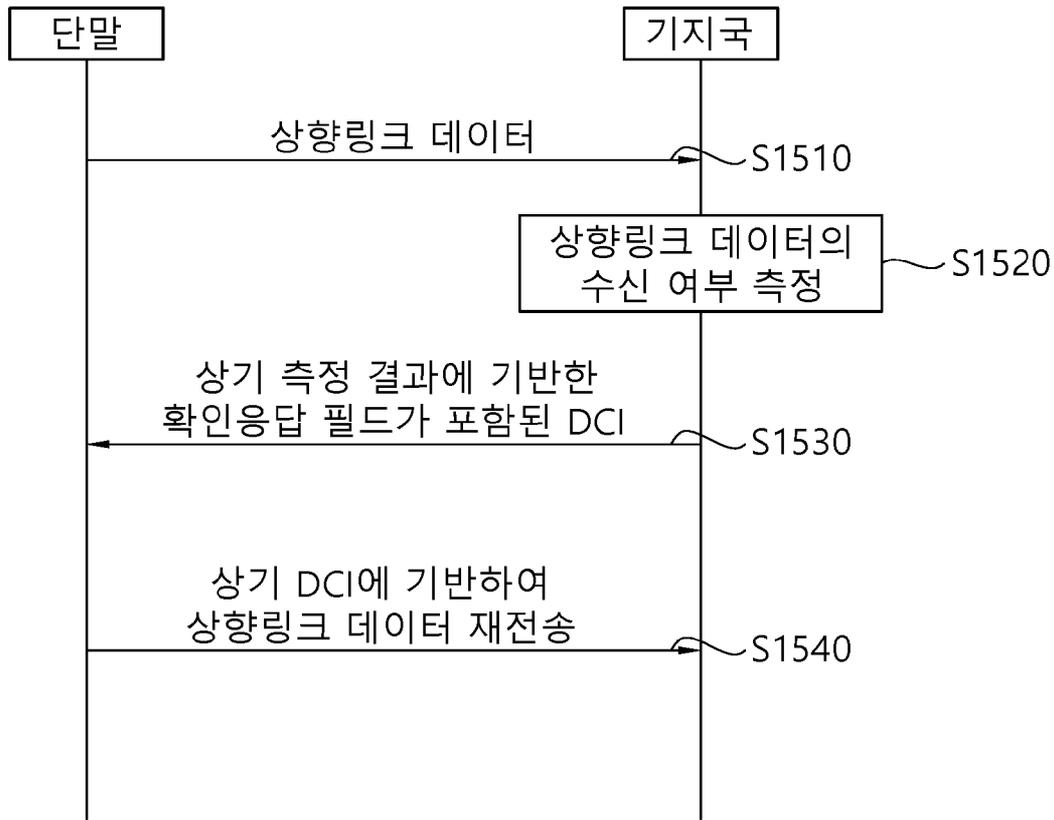 단말
기지국
상향링크 데이터
S1510
상향링크 데이터의
수신 여부 측정
S1520
상기 측정 결과에 기반한
확인응답 필드가 포함된 DCI
S1530
상기 DCI에 기반하여
상향링크 데이터 재전송
S1540